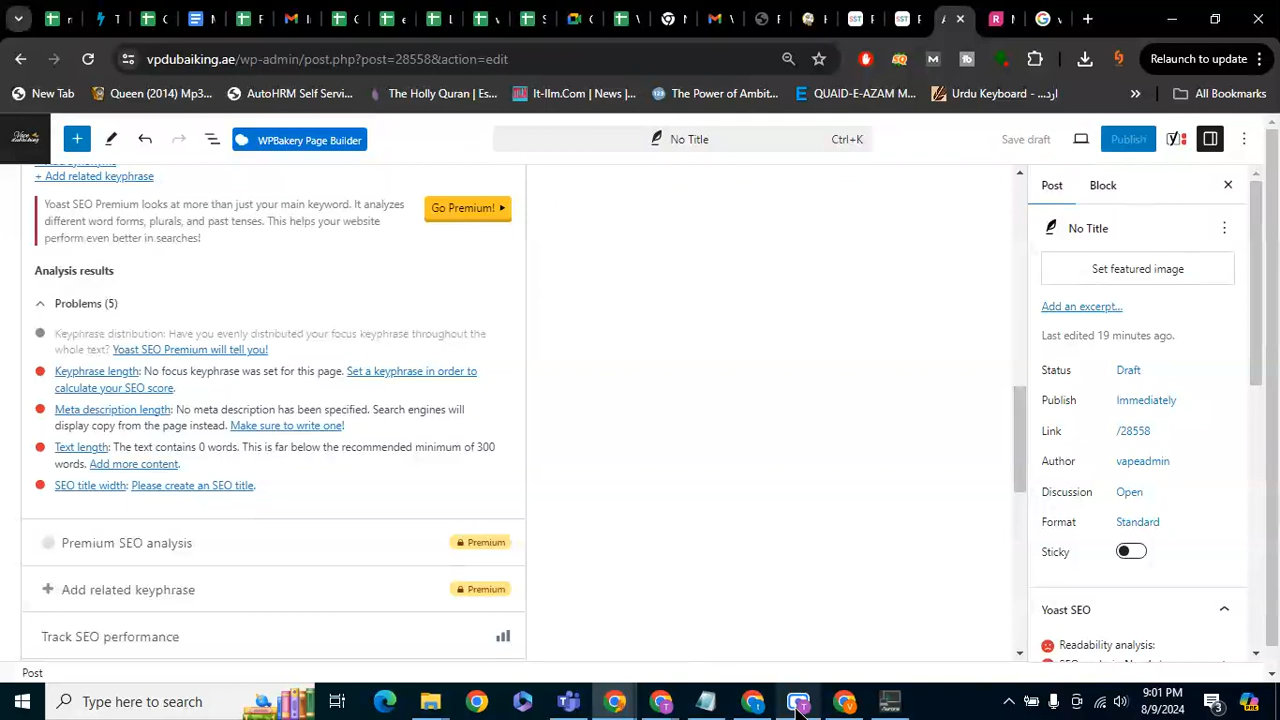 vpdubaiking.ae/wp-admin/post.php?post=28558&action=edit
Relaunch to update
New Tab
Queen (2014) Mp3...
AutoHRM Self Servi...
The Holly Quran | Es...
It-Ilm.Com | News |...
The Power of Ambit...
QUAID-E-AZAM M...
Urdu Keyboard - ارد...
»
All Bookmarks
WPBakery Page Builder
No Title
Ctrl+K
Save draft
Publish
+ Add related keyphrase
Yoast SEO Premium looks at more than just your main keyword. It analyzes
different word forms, plurals, and past tenses. This helps your website
perform even better in searches!
Go Premium!
Analysis results
Problems (5)
Keyphrase distribution: Have you evenly distributed your focus keyphrase throughout the
whole text? Yoast SEO Premium will tell you!
Keyphrase length: No focus keyphrase was set for this page. Set a keyphrase in order to
calculate your SEO score.
Meta description length: No meta description has been specified. Search engines will
display copy from the page instead. Make sure to write one!
Text length: The text contains 0 words. This is far below the recommended minimum of 300
words. Add more content.
SEO title width: Please create an SEO title.
Premium SEO analysis
Premium
Add related keyphrase
Premium
Track SEO performance
Post
Block
No Title
Set featured image
Add an excerpt...
Last edited 19 minutes ago.
Status Draft
Publish Immediately
Link /28558
Author vapeadmin
Discussion Open
Format Standard
Sticky
Yoast SEO
Readability analysis:
Post
Type here to search
9:01 PM
8/9/2024
3